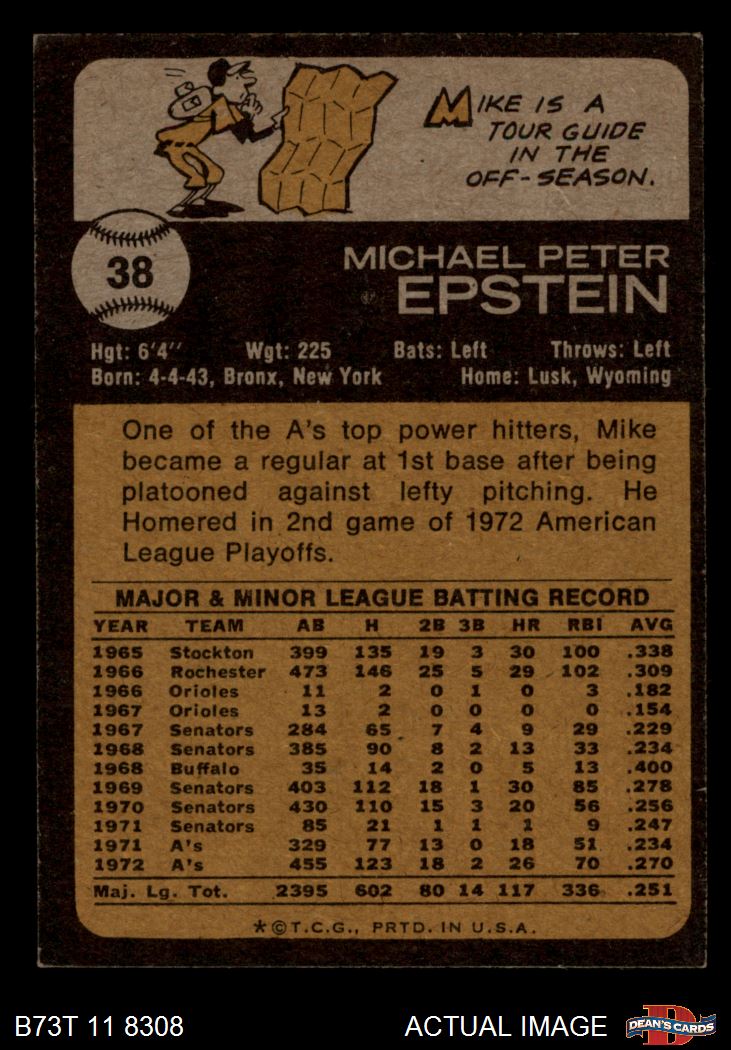 MIKE IS A
TOUR GUIDE
IN THE
OFF-SEASON.
38
MICHAEL PETER
EPSTEIN
Hgt: 6'4" Wgt: 225 Bats: Left Throws: Left
Born: 4-4-43, Bronx, New York Home: Lusk, Wyoming
One of the A's top power hitters, Mike
became a regular at 1st base after being
platooned against lefty pitching. He
Homered in 2nd game of 1972 American
League Playoffs.
MAJOR & MINOR LEAGUE BATTING RECORD
YEAR TEAM AB H 2B 3B HR RBI AVG
1965 Stockton 399 135 19 3 30 100 .338
1966 Rochester 473 146 25 5 29 102 .309
1966 Orioles 11 2 0 1 0 3 .182
1967 Orioles 13 2 0 0 0 0 .154
1967 Senators 284 65 7 4 9 29 .229
1968 Senators 385 90 8 2 13 33 .234
1968 Buffalo 35 14 2 0 5 13 .400
1969 Senators 403 112 18 1 30 85 .278
1970 Senators 430 110 15 3 20 56 .256
1971 Senators 85 21 1 1 1 9 .247
1971 A's 329 77 13 0 18 51 .234
1972 A's 455 123 18 2 26 70 .270
Maj. Lg. Tot. 2395 602 80 14 117 336 .251
*©T.C.G., PRTD. IN U.S.A.
B73T 11 8308 ACTUAL IMAGE DEAN'S CARDS